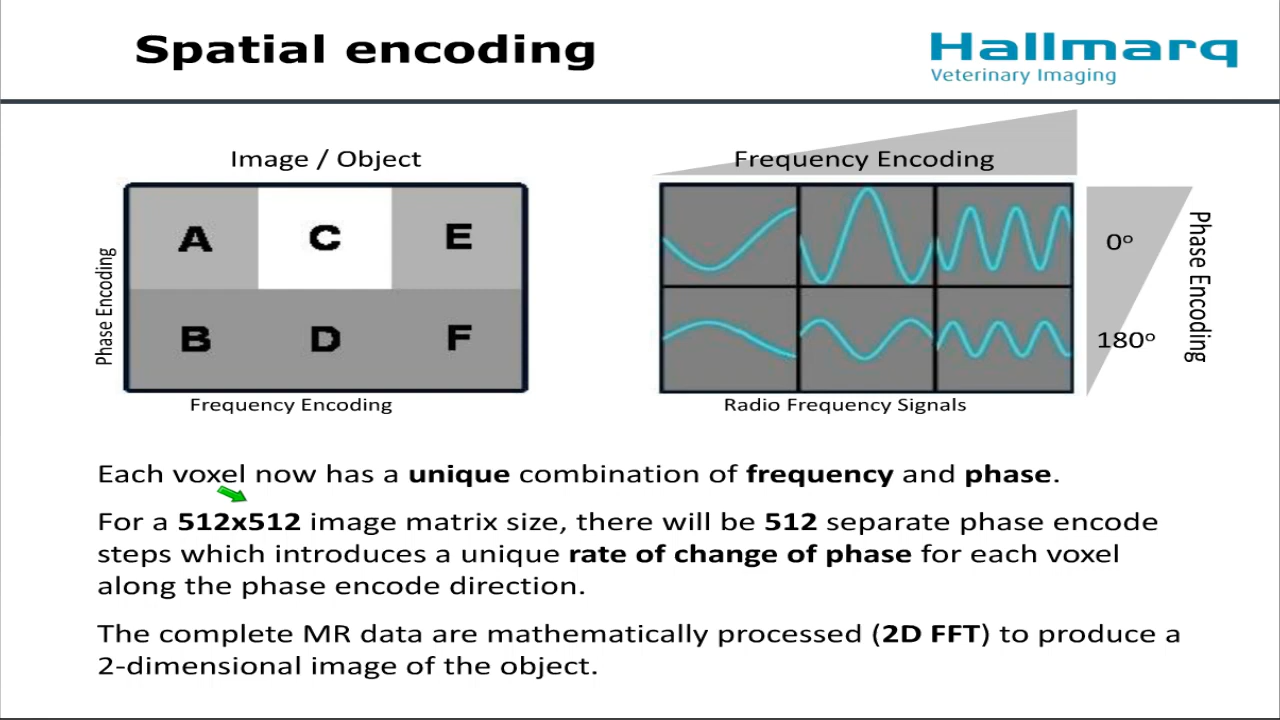 Spatial encoding
Hallmarq
Veterinary Imaging
Image / Object
Frequency Encoding
A C E
B D F
Phase Encoding
0°
180°
Phase Encoding
Frequency Encoding
Radio Frequency Signals
Each voxel now has a unique combination of frequency and phase.
For a 512x512 image matrix size, there will be 512 separate phase encode
steps which introduces a unique rate of change of phase for each voxel
along the phase encode direction.
The complete MR data are mathematically processed (2D FFT) to produce a
2-dimensional image of the object.